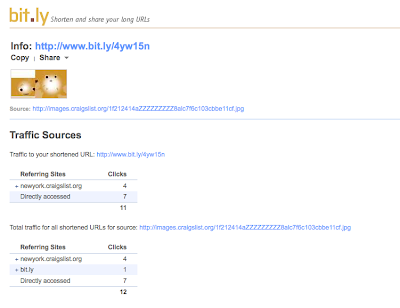 bit.ly Shorten and share your long URLs
Info: http://www.bit.ly/4yw15n
Copy | Share
Source: http://images.craigslist.org/1f212414aZZZZZZZZZ8alc7f6c103cbbe11cf.jpg
Traffic Sources
Traffic to your shortened URL: http://www.bit.ly/4yw15n
Referring Sites Clicks
+ newyork.craigslist.org 4
Directly accessed 7
11
Total traffic for all shortened URLs for source: http://images.craigslist.org/1f212414aZZZZZZZZZ8alc7f6c103cbbe11cf.jpg
Referring Sites Clicks
+ newyork.craigslist.org 4
+ bit.ly 1
Directly accessed 7
12